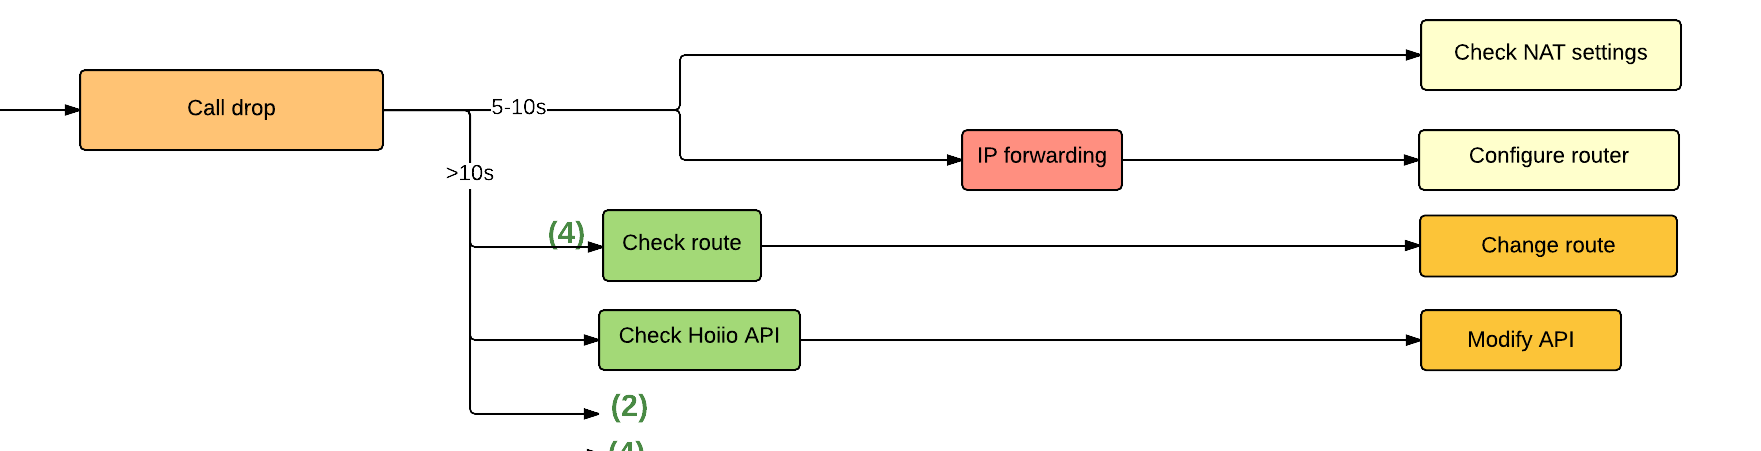 Check NAT settings
Call drop
5-10s
IP forwarding
Configure router
>10s
(4)
Check route
Change route
Check Hoiio API
Modify API
(2)
(4)